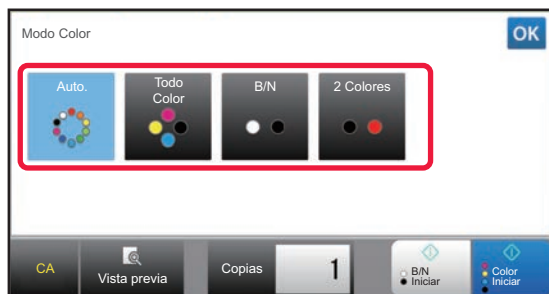 Modo Color
OK
Auto.
Todo
Color
B/N
2 Colores
CA
Vista previa
Copias
1
B/N
Iniciar
Color
Iniciar